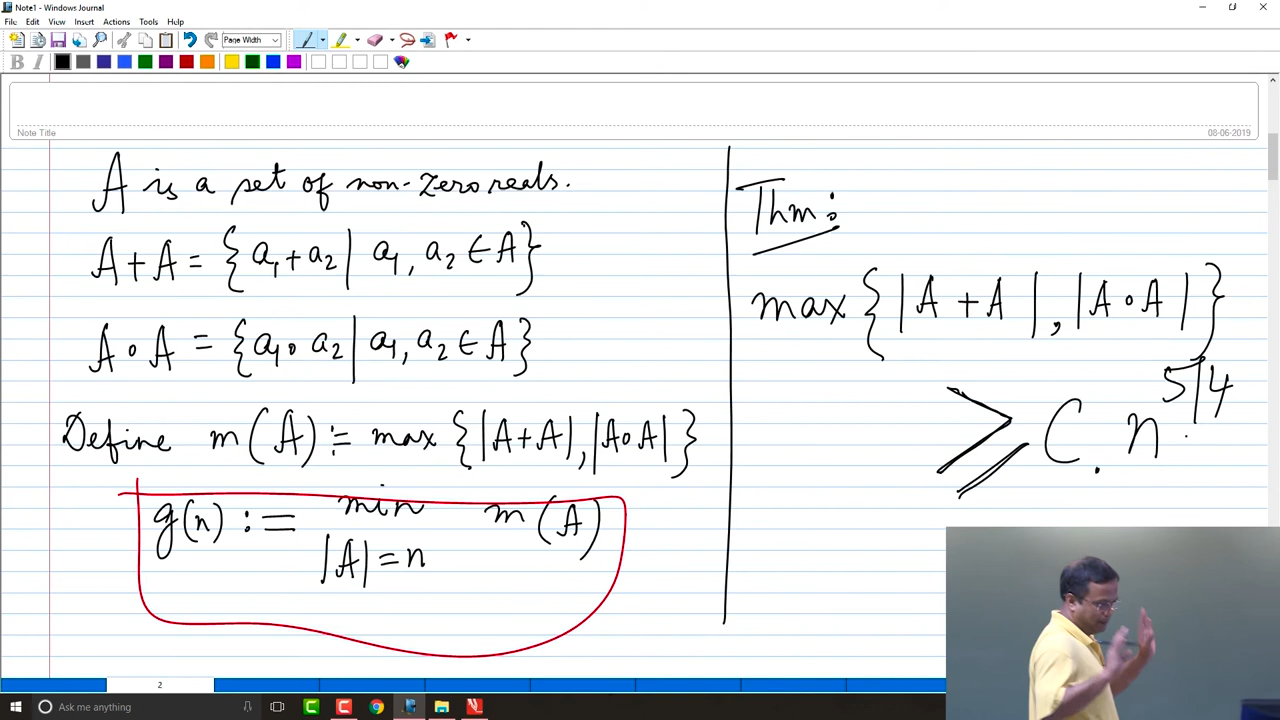 Note1 - Windows Journal
File Edit View Insert Actions Tools Help
Page Width
B I
Note Title
08-06-2019
A is a set of non-zero reals.
A+A = {a₁+a₂ | a₁, a₂ ∈ A}
A∘A = {a₁∘a₂ | a₁, a₂ ∈ A}
Define m(A) := max {|A+A|, |A∘A|}
g(n) := min m(A)
|A| = n
Thm:
max {|A+A|, |A∘A|}
≥ C. n^5/4
2
Ask me anything